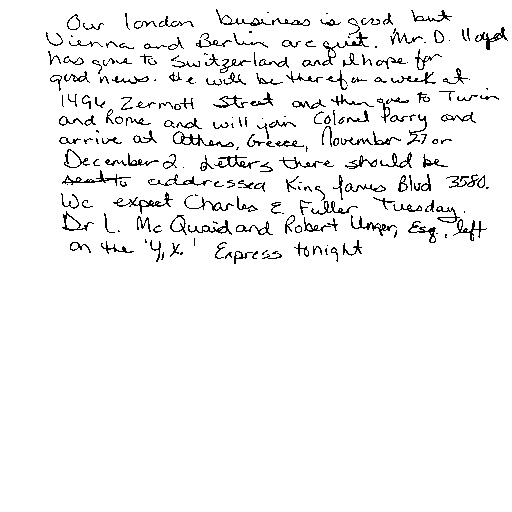 Our london business is good but
Vienna and Berlin are quiet. Mr. D. lloyd
has gone to Switzerland and I hope for
good news. He will be there for a week at
1496, Zermott Street and then goes to Turin
and Rome and will join Colonel Parry and
arrive at Athens, Greece, November 27 or
December 2. Letters there should be
addressed King James Blvd 3580.
We expect Charles E. Fuller Tuesday.
Dr L. McQuaid and Robert Unger, Esq., left
on the 'Y, X.' Express tonight